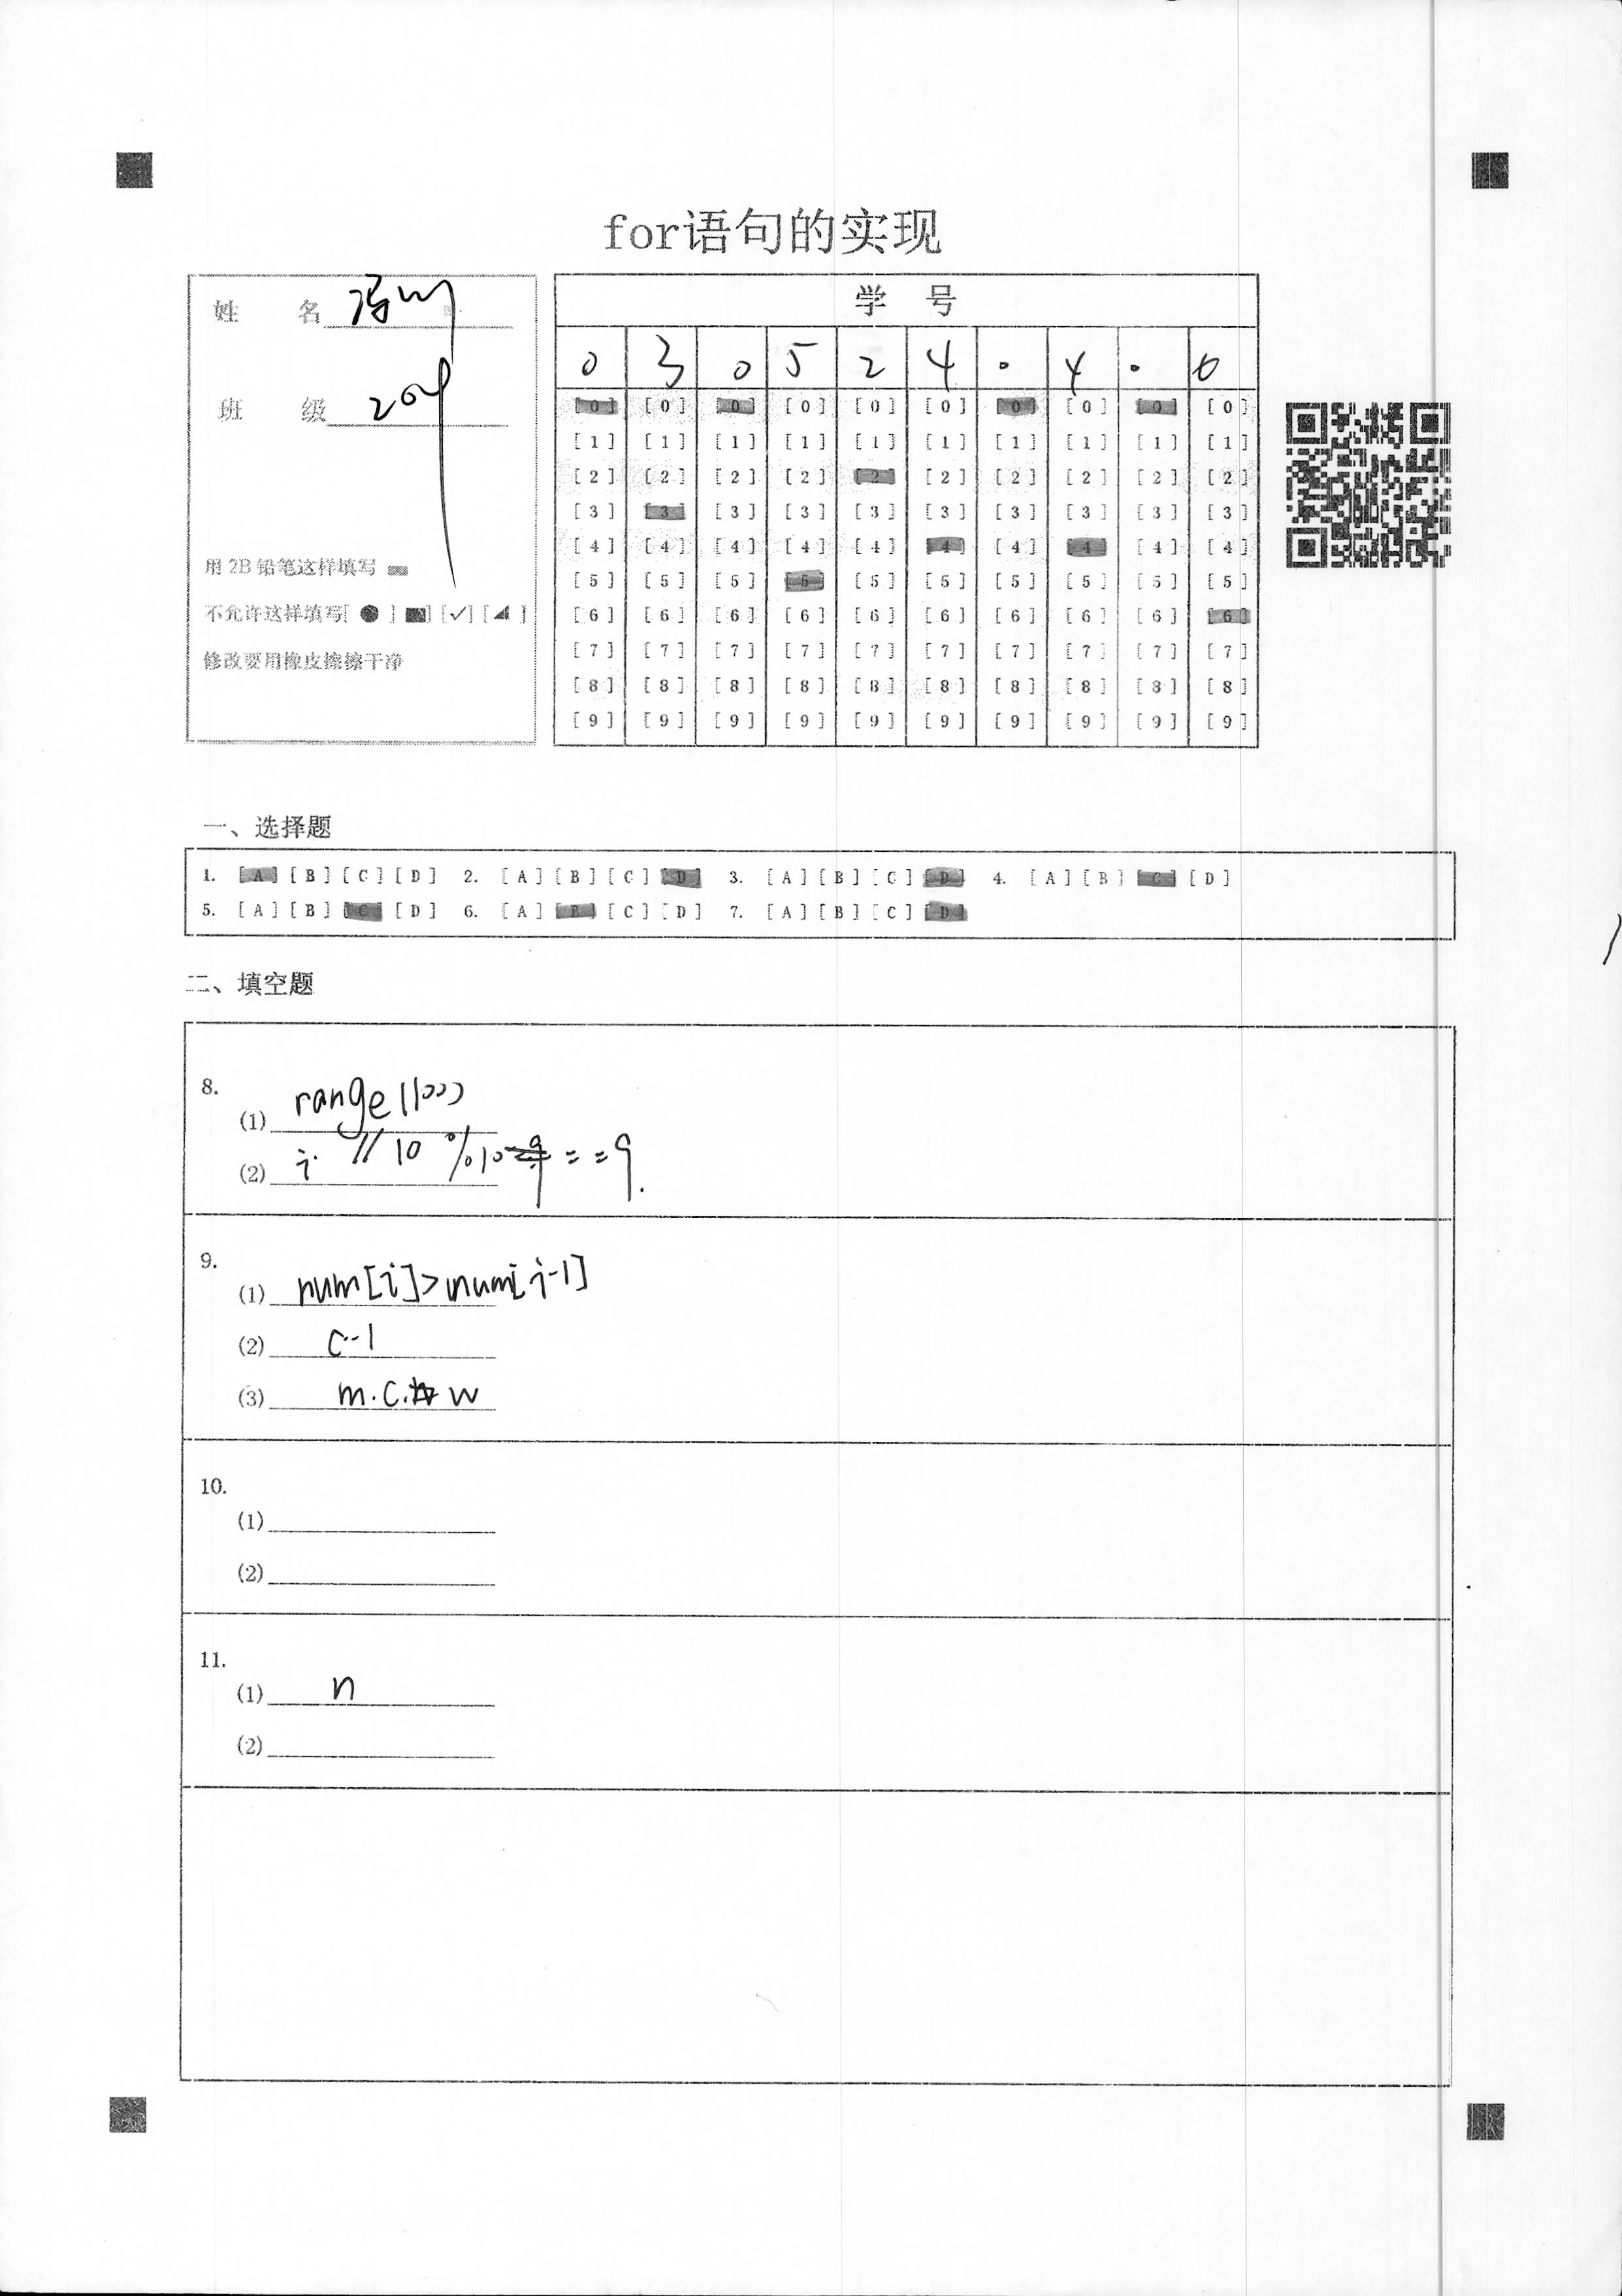 for语句的实现
姓 名
班 级 204
用2B铅笔这样填写
不允许这样填写[ ● ] [■] [✓] [◢ ]
修改要用橡皮擦擦干净
学 号
0 3 0 5 2 4 0 4 0 6
[0] [0] [0] [0] [0] [0] [0] [0] [0] [0]
[1] [1] [1] [1] [1] [1] [1] [1] [1] [1]
[2] [2] [2] [2] [2] [2] [2] [2] [2] [2]
[3] [3] [3] [3] [3] [3] [3] [3] [3] [3]
[4] [4] [4] [4] [4] [4] [4] [4] [4] [4]
[5] [5] [5] [5] [5] [5] [5] [5] [5] [5]
[6] [6] [6] [6] [6] [6] [6] [6] [6] [6]
[7] [7] [7] [7] [7] [7] [7] [7] [7] [7]
[8] [8] [8] [8] [8] [8] [8] [8] [8] [8]
[9] [9] [9] [9] [9] [9] [9] [9] [9] [9]
一、选择题
1. [A] [B] [C] [D] 2. [A] [B] [C] [D] 3. [A] [B] [C] [D] 4. [A] [B] [C] [D]
5. [A] [B] [C] [D] 6. [A] [B] [C] [D] 7. [A] [B] [C] [D]
二、填空题
8.
(1) range(100)
(2) i // 10 % 10 == 9.
9.
(1) num[i]>num[i-1]
(2) c-1
(3) m.c. w
10.
(1)
(2)
11.
(1) n
(2)